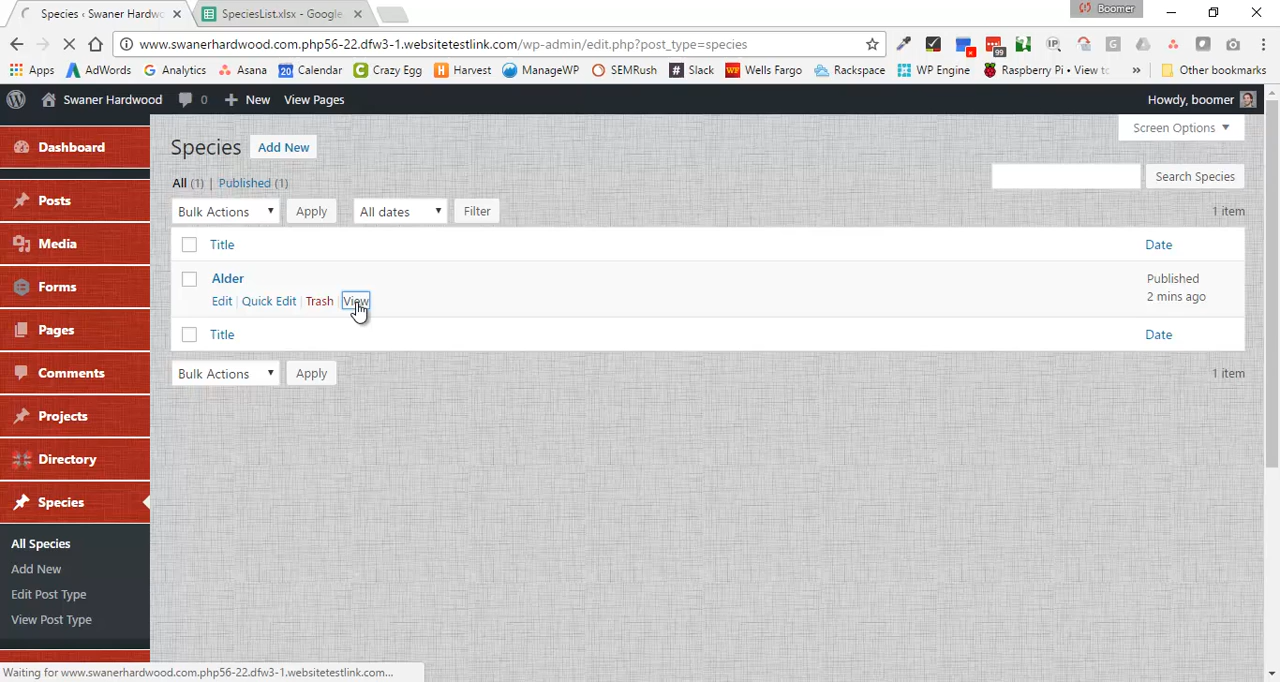 Species ‹ Swaner Hardwo
SpeciesList.xlsx - Google
Boomer
www.swanerhardwood.com.php56-22.dfw3-1.websitetestlink.com/wp-admin/edit.php?post_type=species
Apps AdWords Analytics Asana 20 Calendar Crazy Egg Harvest ManageWP SEMRush Slack Wells Fargo Rackspace WP Engine Raspberry Pi • View to » Other bookmarks
Swaner Hardwood 0 + New View Pages Howdy, boomer
Screen Options ▼
Dashboard
Posts
Media
Forms
Pages
Comments
Projects
Directory
Species
All Species
Add New
Edit Post Type
View Post Type
Species Add New
All (1) | Published (1)
Search Species
Bulk Actions Apply All dates Filter 1 item
Title Date
Alder Published
Edit | Quick Edit | Trash | View 2 mins ago
Title Date
Bulk Actions Apply 1 item
Waiting for www.swanerhardwood.com.php56-22.dfw3-1.websitetestlink.com...